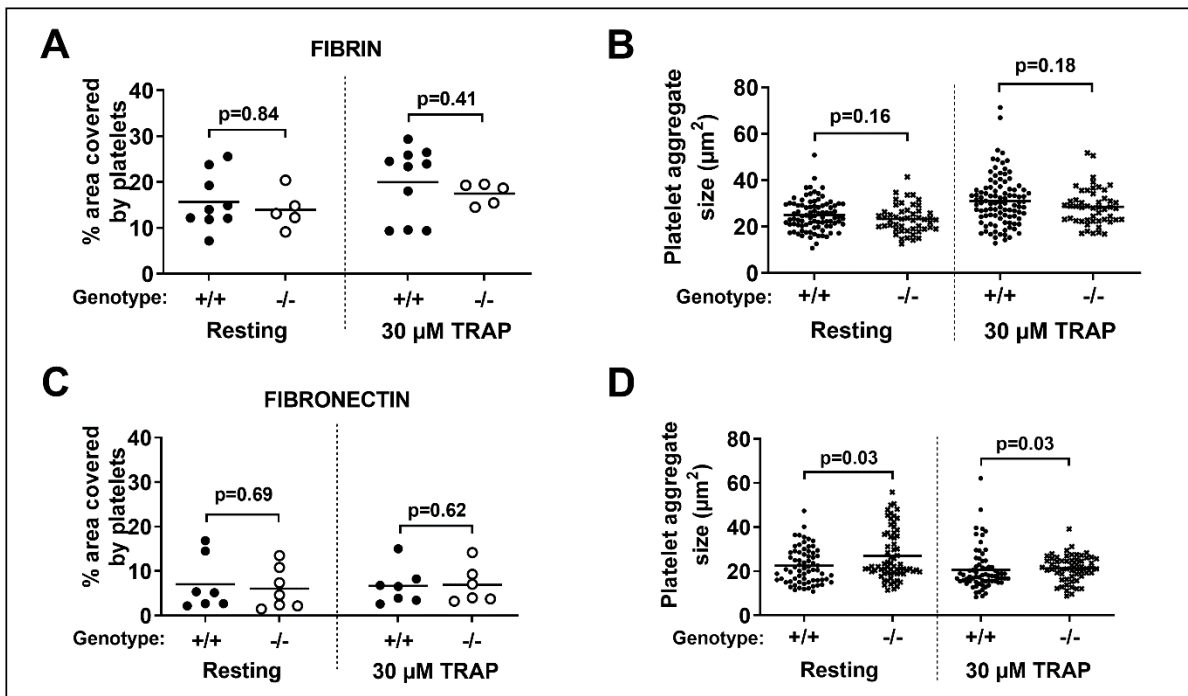 A
FIBRIN
% area covered
by platelets
40
30
20
10
0
p=0.84
p=0.41
Genotype:
+/+
-/-
+/+
-/-
Resting
30 µM TRAP
B
Platelet aggregate
size (µm²)
80
60
40
20
0
p=0.16
p=0.18
Genotype:
+/+
-/-
+/+
-/-
Resting
30 µM TRAP
C
FIBRONECTIN
% area covered
by platelets
40
30
20
10
0
p=0.69
p=0.62
Genotype:
+/+
-/-
+/+
-/-
Resting
30 µM TRAP
D
Platelet aggregate
size (µm²)
80
60
40
20
0
p=0.03
p=0.03
Genotype:
+/+
-/-
+/+
-/-
Resting
30 µM TRAP